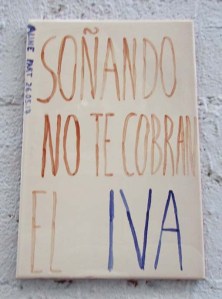 SOÑANDO
NO TE COBRAN
EL IVA